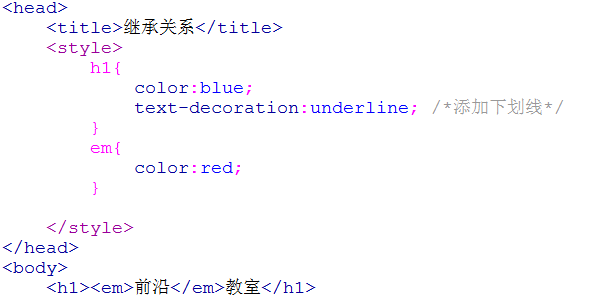 <head>
    <title>继承关系</title>
    <style>
        h1{
            color:blue;
            text-decoration:underline; /*添加下划线*/
        }
        em{
            color:red;
        }
    </style>
</head>
<body>
    <h1><em>前沿</em>教室</h1>